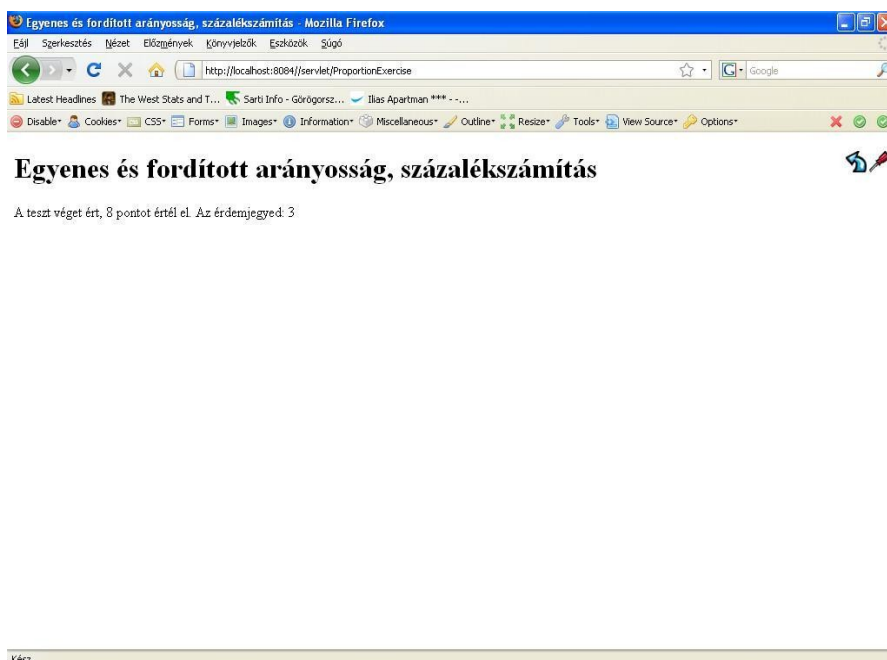 Egyenes és fordított arányosság, százalékszámítás - Mozilla Firefox
Fájl Szerkesztés Nézet Előzmények Könyvjelzők Eszközök Súgó
http://localhost:8084//servlet/ProportionExercise G Google
Latest Headlines The West Stats and T... Sarti Info - Görögorsz... Ilias Apartman *** - -...
Disable Cookies CSS Forms Images Information Miscellaneous Outline Resize Tools View Source Options
Egyenes és fordított arányosság, százalékszámítás
A teszt véget ért, 8 pontot értél el. Az érdemjegyed: 3
Kész